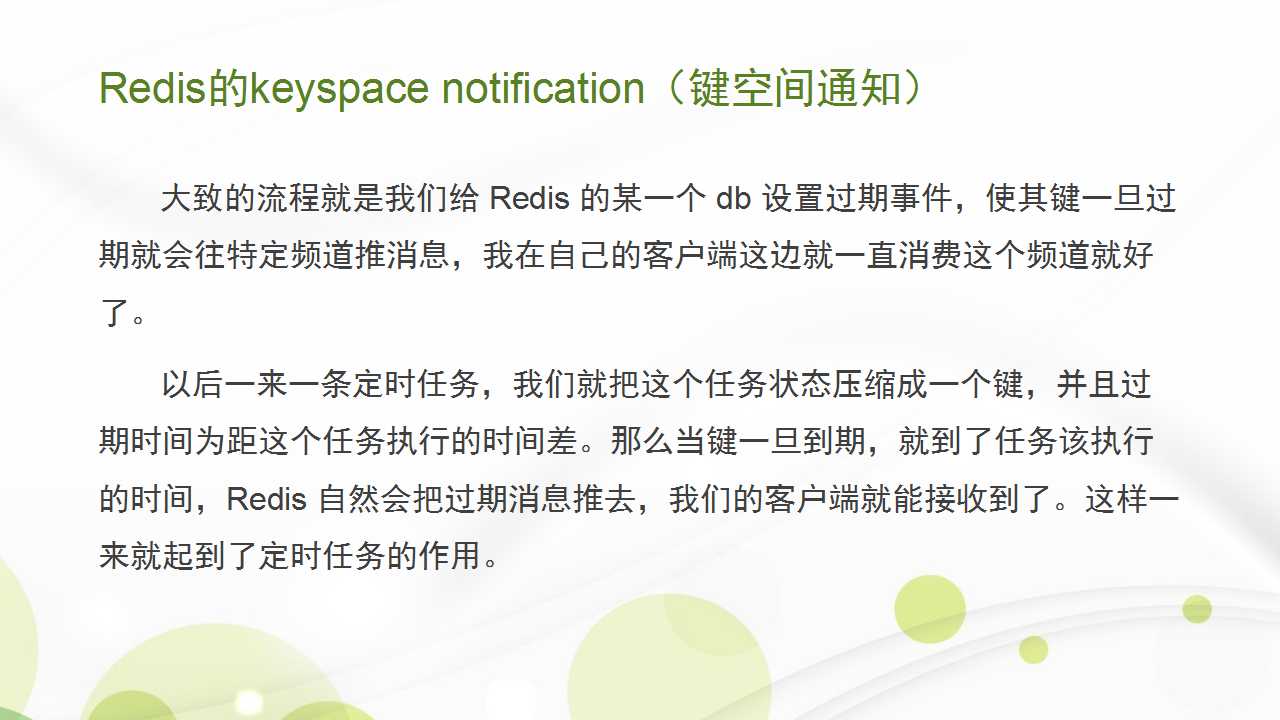 Redis的keyspace notification（键空间通知）
大致的流程就是我们给 Redis 的某一个 db 设置过期事件，使其键一旦过
期就会往特定频道推消息，我在自己的客户端这边就一直消费这个频道就好
了。
以后一来一条定时任务，我们就把这个任务状态压缩成一个键，并且过
期时间为距这个任务执行的时间差。那么当键一旦到期，就到了任务该执行
的时间，Redis 自然会把过期消息推去，我们的客户端就能接收到了。这样一
来就起到了定时任务的作用。